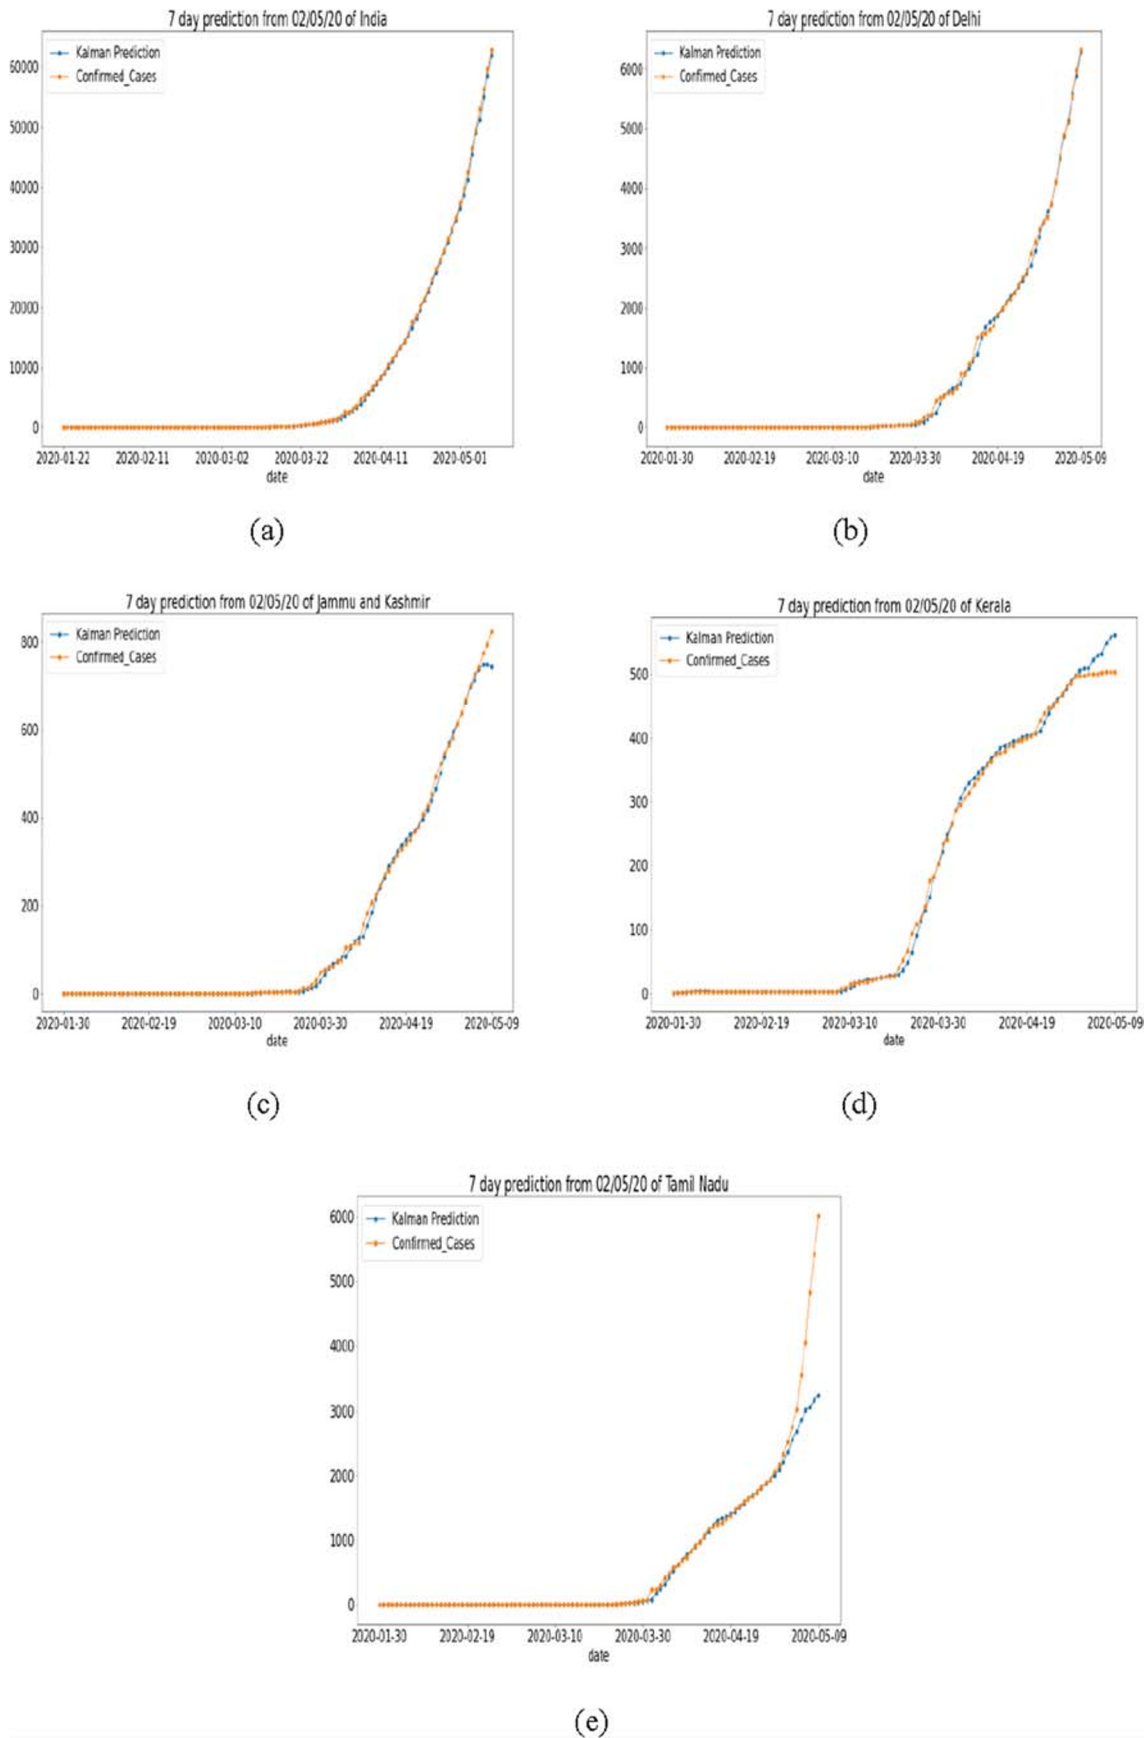 7 day prediction from 02/05/20 of India
Kalman Prediction
Confirmed_Cases
60000
50000
40000
30000
20000
10000
0
2020-01-22 2020-02-11 2020-03-02 2020-03-22 2020-04-11 2020-05-01
date
(a)
7 day prediction from 02/05/20 of Delhi
Kalman Prediction
Confirmed_Cases
6000
5000
4000
3000
2000
1000
0
2020-01-30 2020-02-19 2020-03-10 2020-03-30 2020-04-19 2020-05-09
date
(b)
7 day prediction from 02/05/20 of Jammu and Kashmir
Kalman Prediction
Confirmed_Cases
800
600
400
200
0
2020-01-30 2020-02-19 2020-03-10 2020-03-30 2020-04-19 2020-05-09
date
(c)
7 day prediction from 02/05/20 of Kerala
Kalman Prediction
Confirmed_Cases
500
400
300
200
100
0
2020-01-30 2020-02-19 2020-03-10 2020-03-30 2020-04-19 2020-05-09
date
(d)
7 day prediction from 02/05/20 of Tamil Nadu
Kalman Prediction
Confirmed_Cases
6000
5000
4000
3000
2000
1000
0
2020-01-30 2020-02-19 2020-03-10 2020-03-30 2020-04-19 2020-05-09
date
(e)